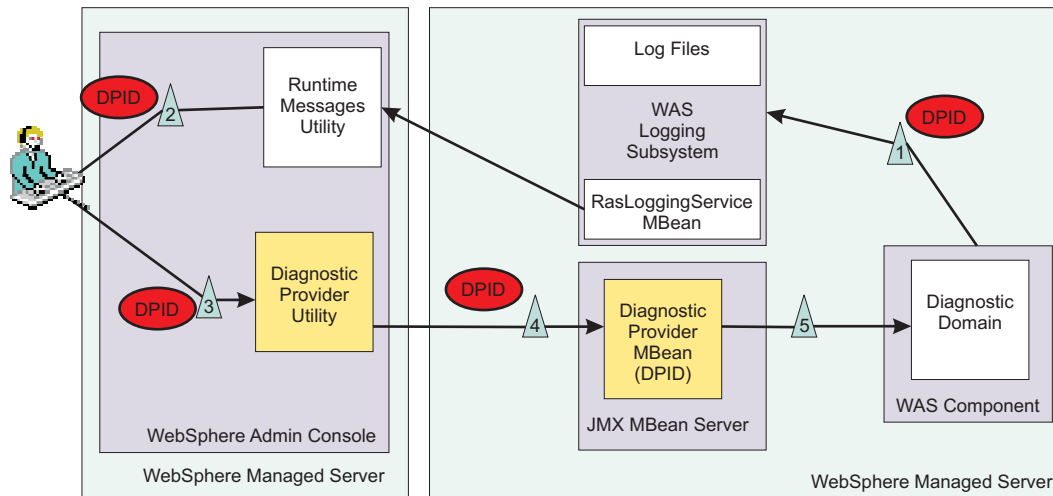 Log Files
DPID
2
Runtime
Messages
Utility
WAS
Logging
Subsystem
DPID
1
RasLoggingService
MBean
DPID
3
Diagnostic
Provider
Utility
DPID
4
Diagnostic
Provider
MBean
(DPID)
5
Diagnostic
Domain
WebSphere Admin Console
JMX MBean Server
WAS Component
WebSphere Managed Server
WebSphere Managed Server